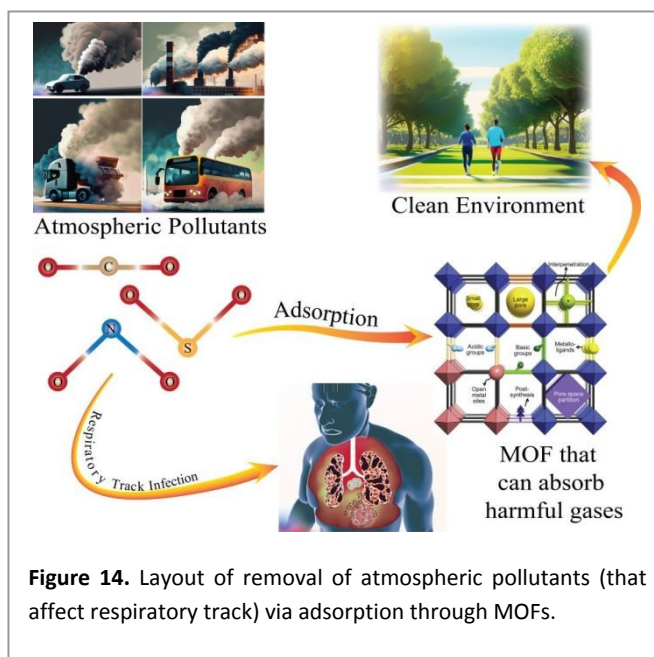 Atmospheric Pollutants
Clean Environment
O C O
O O
N S
O O
Adsorption
Respiratory Track Infection
Small pore
Large pore
Interpenetration
Acidic groups
Basic groups
Metallo-ligands
Open metal sites
Post-synthesis
Pore space partition
MOF that
can absorb
harmful gases
Figure 14. Layout of removal of atmospheric pollutants (that
affect respiratory track) via adsorption through MOFs.